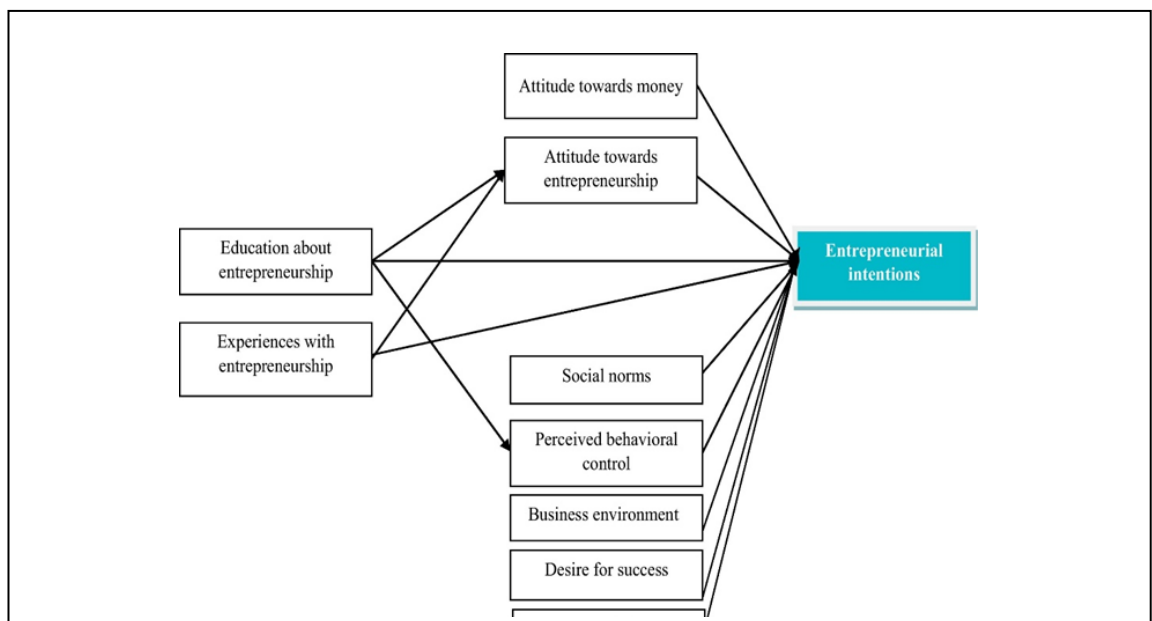 Attitude towards money
Attitude towards
entrepreneurship
Education about
entrepreneurship
Entrepreneurial
intentions
Experiences with
entrepreneurship
Social norms
Perceived behavioral
control
Business environment
Desire for success